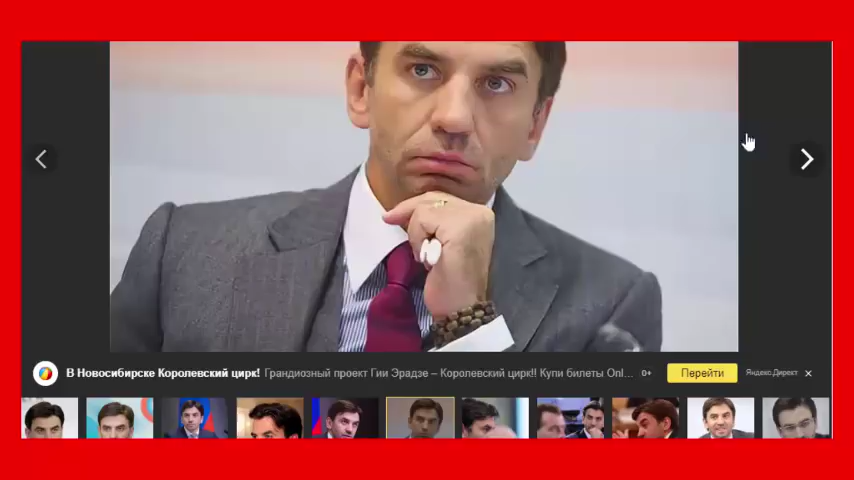 В Новосибирске Королевский цирк! Грандиозный проект Гии Эрадзе – Королевский цирк!! Купи билеты Onl... 0+ Перейти Яндекс.Директ ×